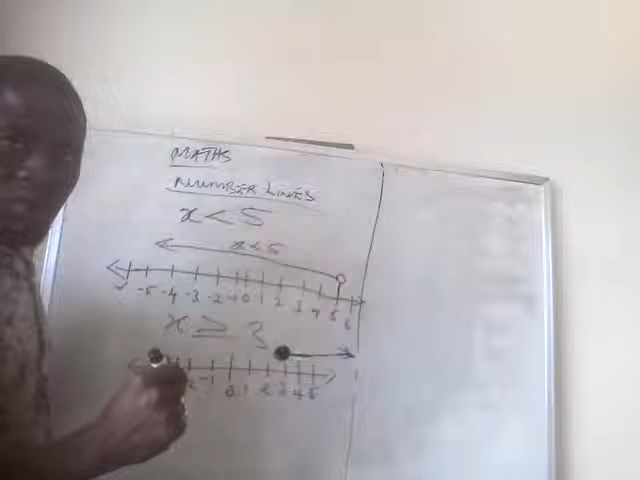 MATHS
NUMBER LINES
x < 5
x < 5
-5 -4 -3 -2 -1 0 1 2 3 4 5 6
x ≥ 3
2 -1 0 1 2 3 4 5